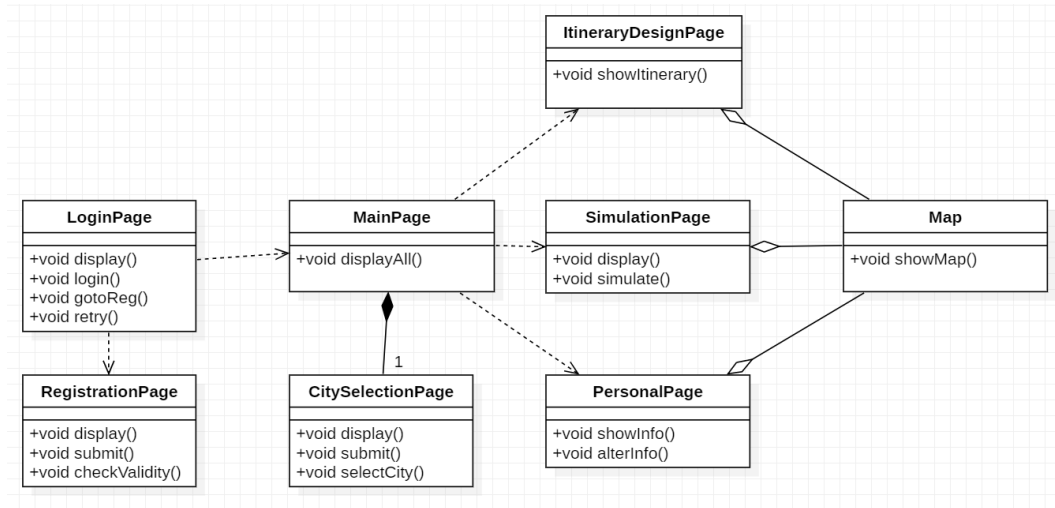 ItineraryDesignPage
+void showItinerary()
LoginPage
+void display()
+void login()
+void gotoReg()
+void retry()
MainPage
+void displayAll()
SimulationPage
+void display()
+void simulate()
Map
+void showMap()
1
RegistrationPage
+void display()
+void submit()
+void checkValidity()
CitySelectionPage
+void display()
+void submit()
+void selectCity()
PersonalPage
+void showInfo()
+void alterInfo()